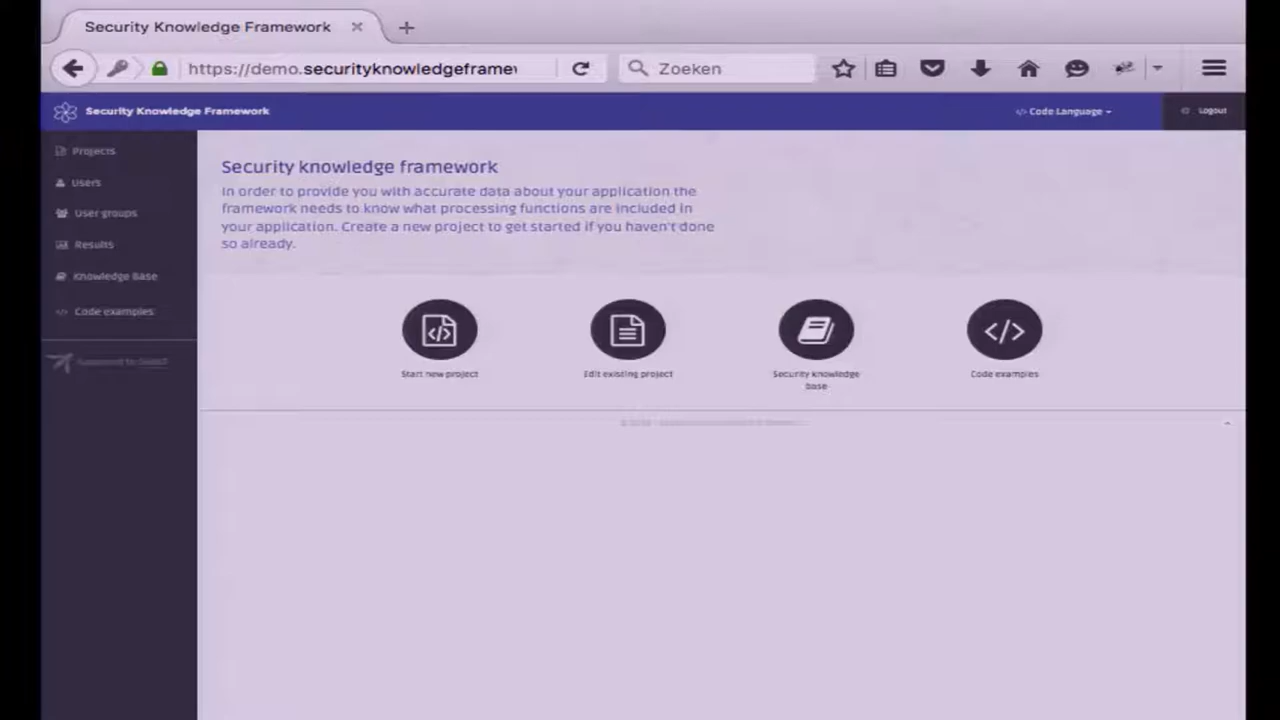 Security Knowledge Framework
https://demo.securityknowledgeframew
Zoeken
Security Knowledge Framework
Code Language
Logout
Projects
Users
User groups
Results
Knowledge Base
Code examples
Security knowledge framework
In order to provide you with accurate data about your application the
framework needs to know what processing functions are included in
your application. Create a new project to get started if you haven't done
so already.
Start new project
Edit existing project
Security knowledge
base
Code examples